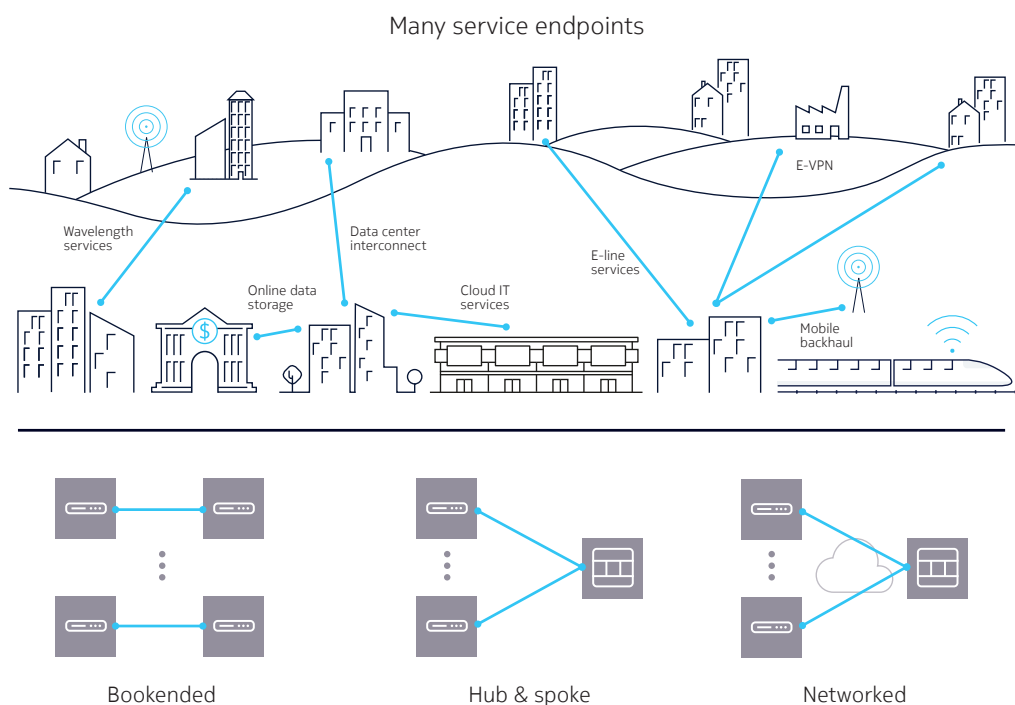 Many service endpoints
E-VPN
Wavelength
services
Data center
interconnect
E-line
services
Online data
storage
Cloud IT
services
$
Mobile
backhaul
Bookended
Hub & spoke
Networked